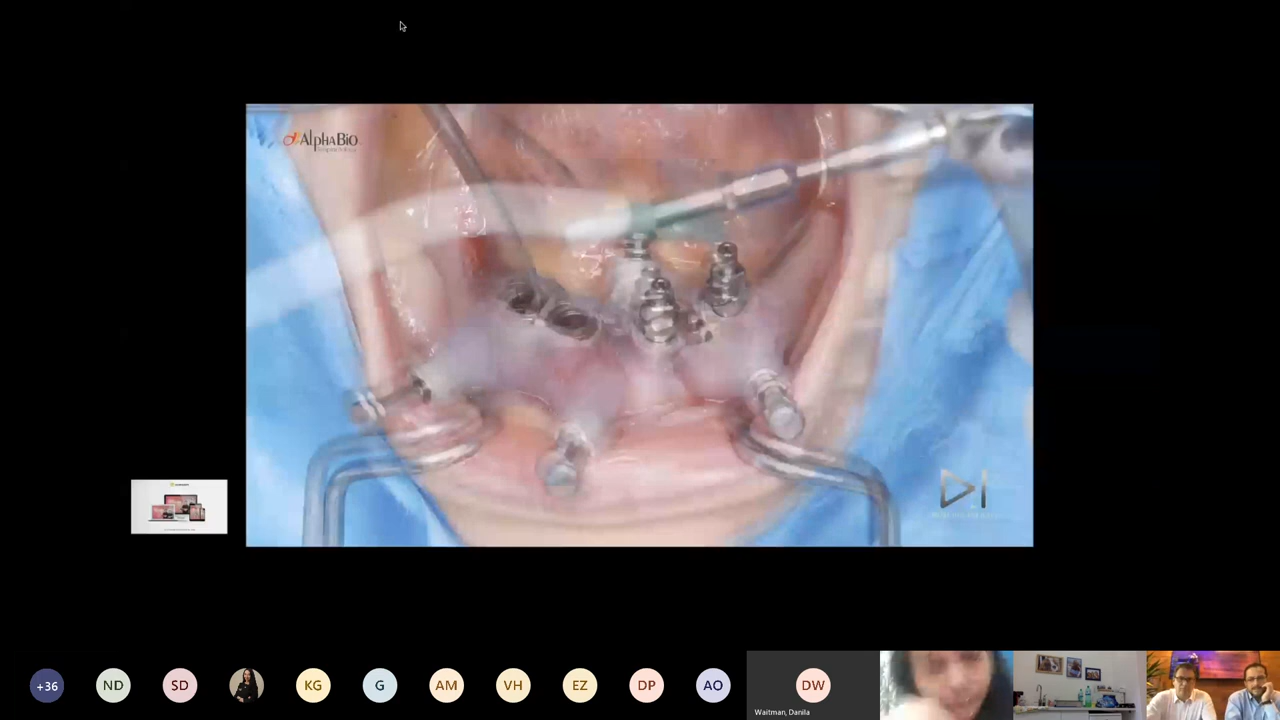 AlphaBio
+36
ND
SD
KG
G
AM
VH
EZ
DP
AO
DW
Waitman, Danila